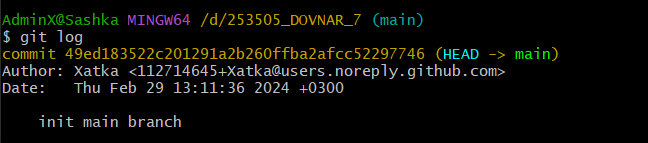 AdminX@Sashka MINGW64 /d/253505_DOVNAR_7 (main)
$ git log
commit 49ed183522c201291a2b260ffba2afcc52297746 (HEAD -> main)
Author: Xatka <112714645+Xatka@users.noreply.github.com>
Date:   Thu Feb 29 13:11:36 2024 +0300
    init main branch